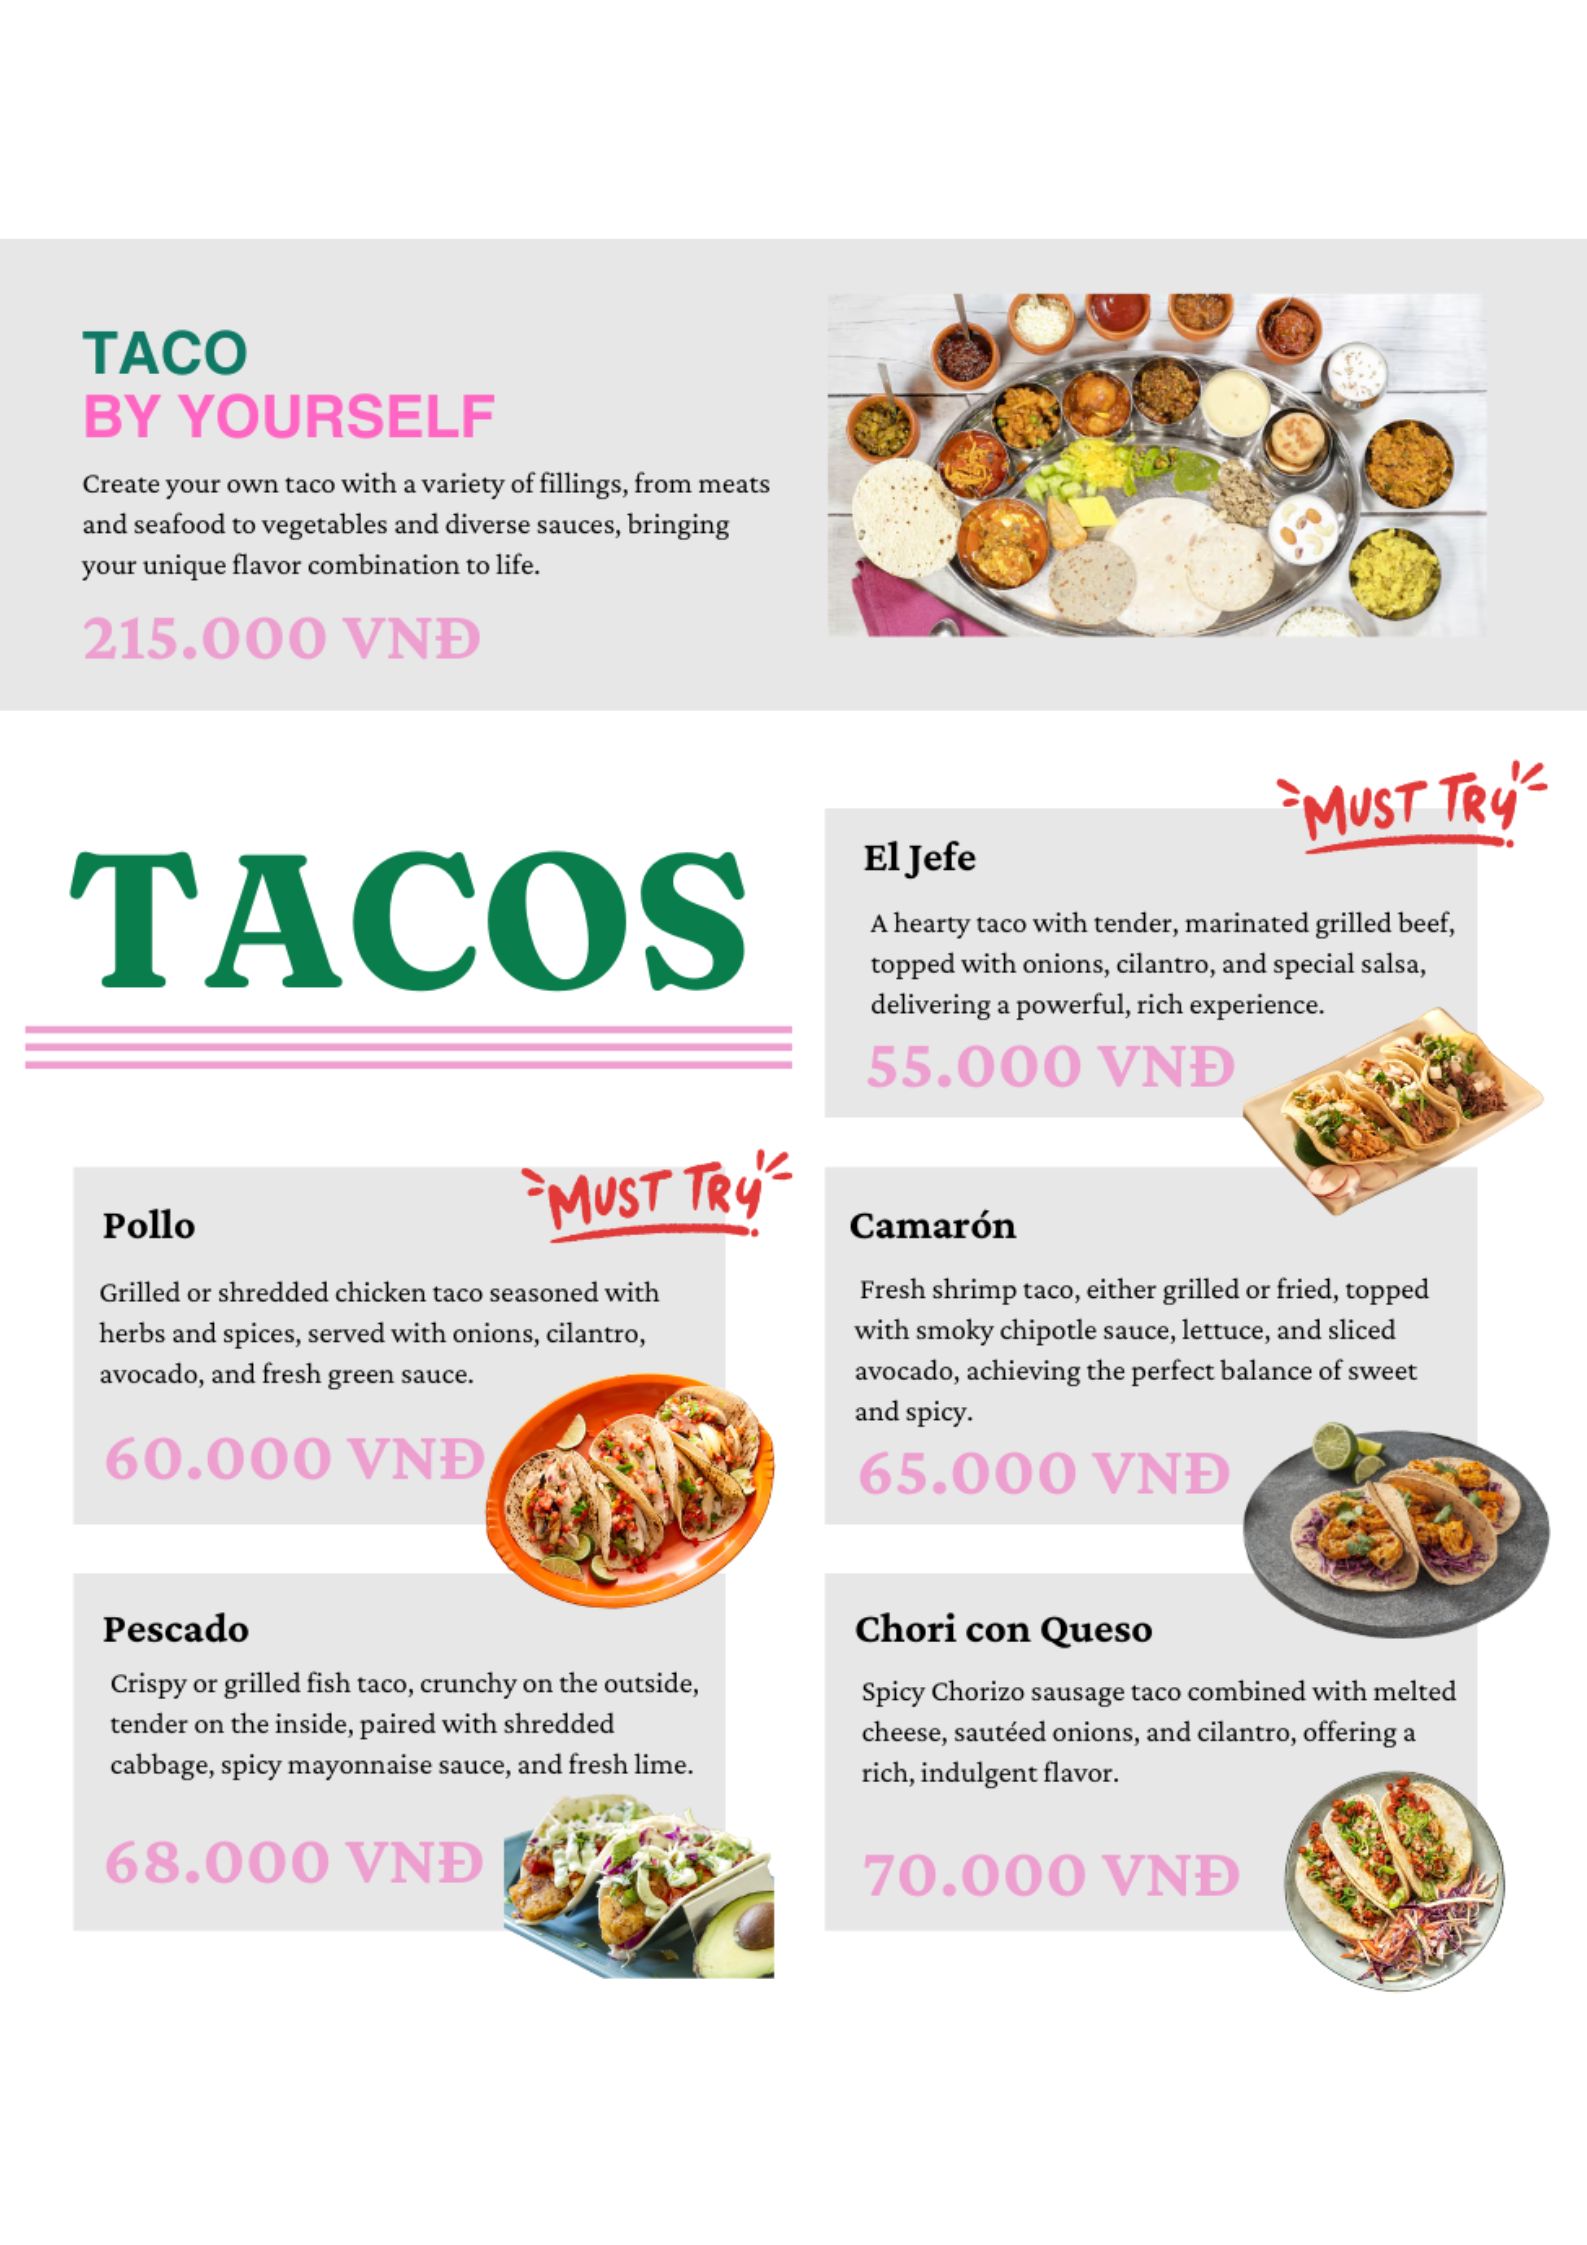 TACO
BY YOURSELF
Create your own taco with a variety of fillings, from meats
and seafood to vegetables and diverse sauces, bringing
your unique flavor combination to life.
215.000 VNĐ
TACOS
MUST TRY
El Jefe
A hearty taco with tender, marinated grilled beef,
topped with onions, cilantro, and special salsa,
delivering a powerful, rich experience.
55.000 VNĐ
MUST TRY
Pollo
Grilled or shredded chicken taco seasoned with
herbs and spices, served with onions, cilantro,
avocado, and fresh green sauce.
60.000 VNĐ
Camarón
Fresh shrimp taco, either grilled or fried, topped
with smoky chipotle sauce, lettuce, and sliced
avocado, achieving the perfect balance of sweet
and spicy.
65.000 VNĐ
Pescado
Crispy or grilled fish taco, crunchy on the outside,
tender on the inside, paired with shredded
cabbage, spicy mayonnaise sauce, and fresh lime.
68.000 VNĐ
Chori con Queso
Spicy Chorizo sausage taco combined with melted
cheese, sautéed onions, and cilantro, offering a
rich, indulgent flavor.
70.000 VNĐ